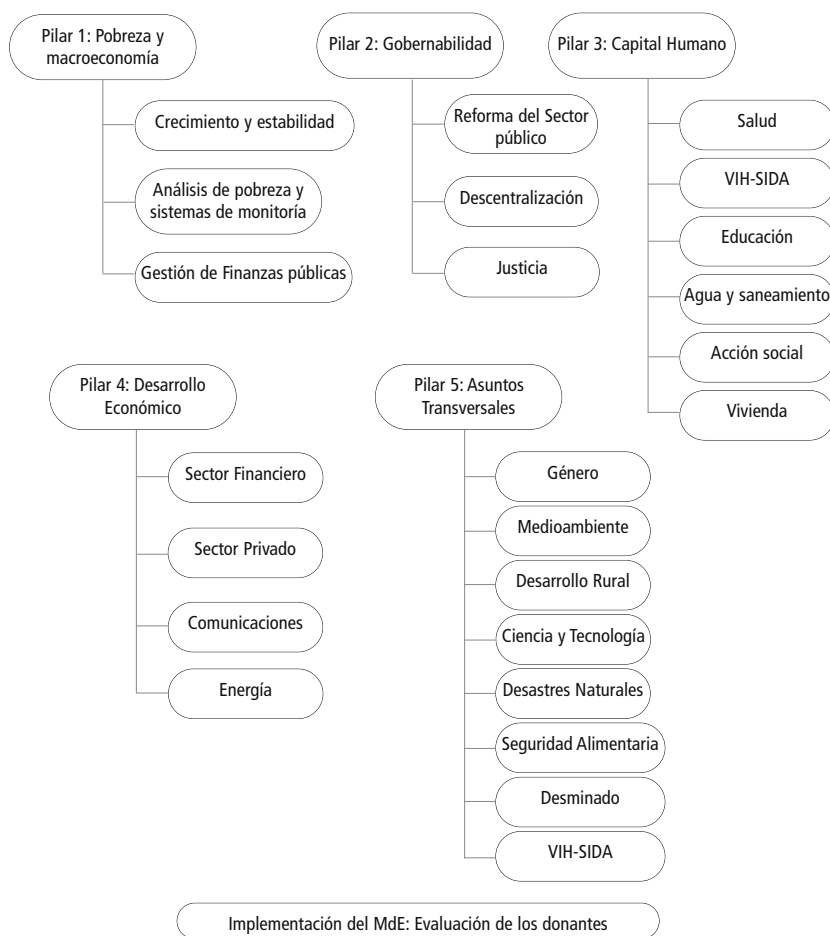 Pilar 1: Pobreza y
macroeconomía
Crecimiento y estabilidad
Análisis de pobreza y
sistemas de monitoría
Gestión de Finanzas públicas
Pilar 2: Gobernabilidad
Reforma del Sector
público
Descentralización
Justicia
Pilar 3: Capital Humano
Salud
VIH-SIDA
Educación
Agua y saneamiento
Acción social
Vivienda
Pilar 4: Desarrollo
Económico
Sector Financiero
Sector Privado
Comunicaciones
Energía
Pilar 5: Asuntos
Transversales
Género
Medioambiente
Desarrollo Rural
Ciencia y Tecnología
Desastres Naturales
Seguridad Alimentaria
Desminado
VIH-SIDA
Implementación del MdE: Evaluación de los donantes